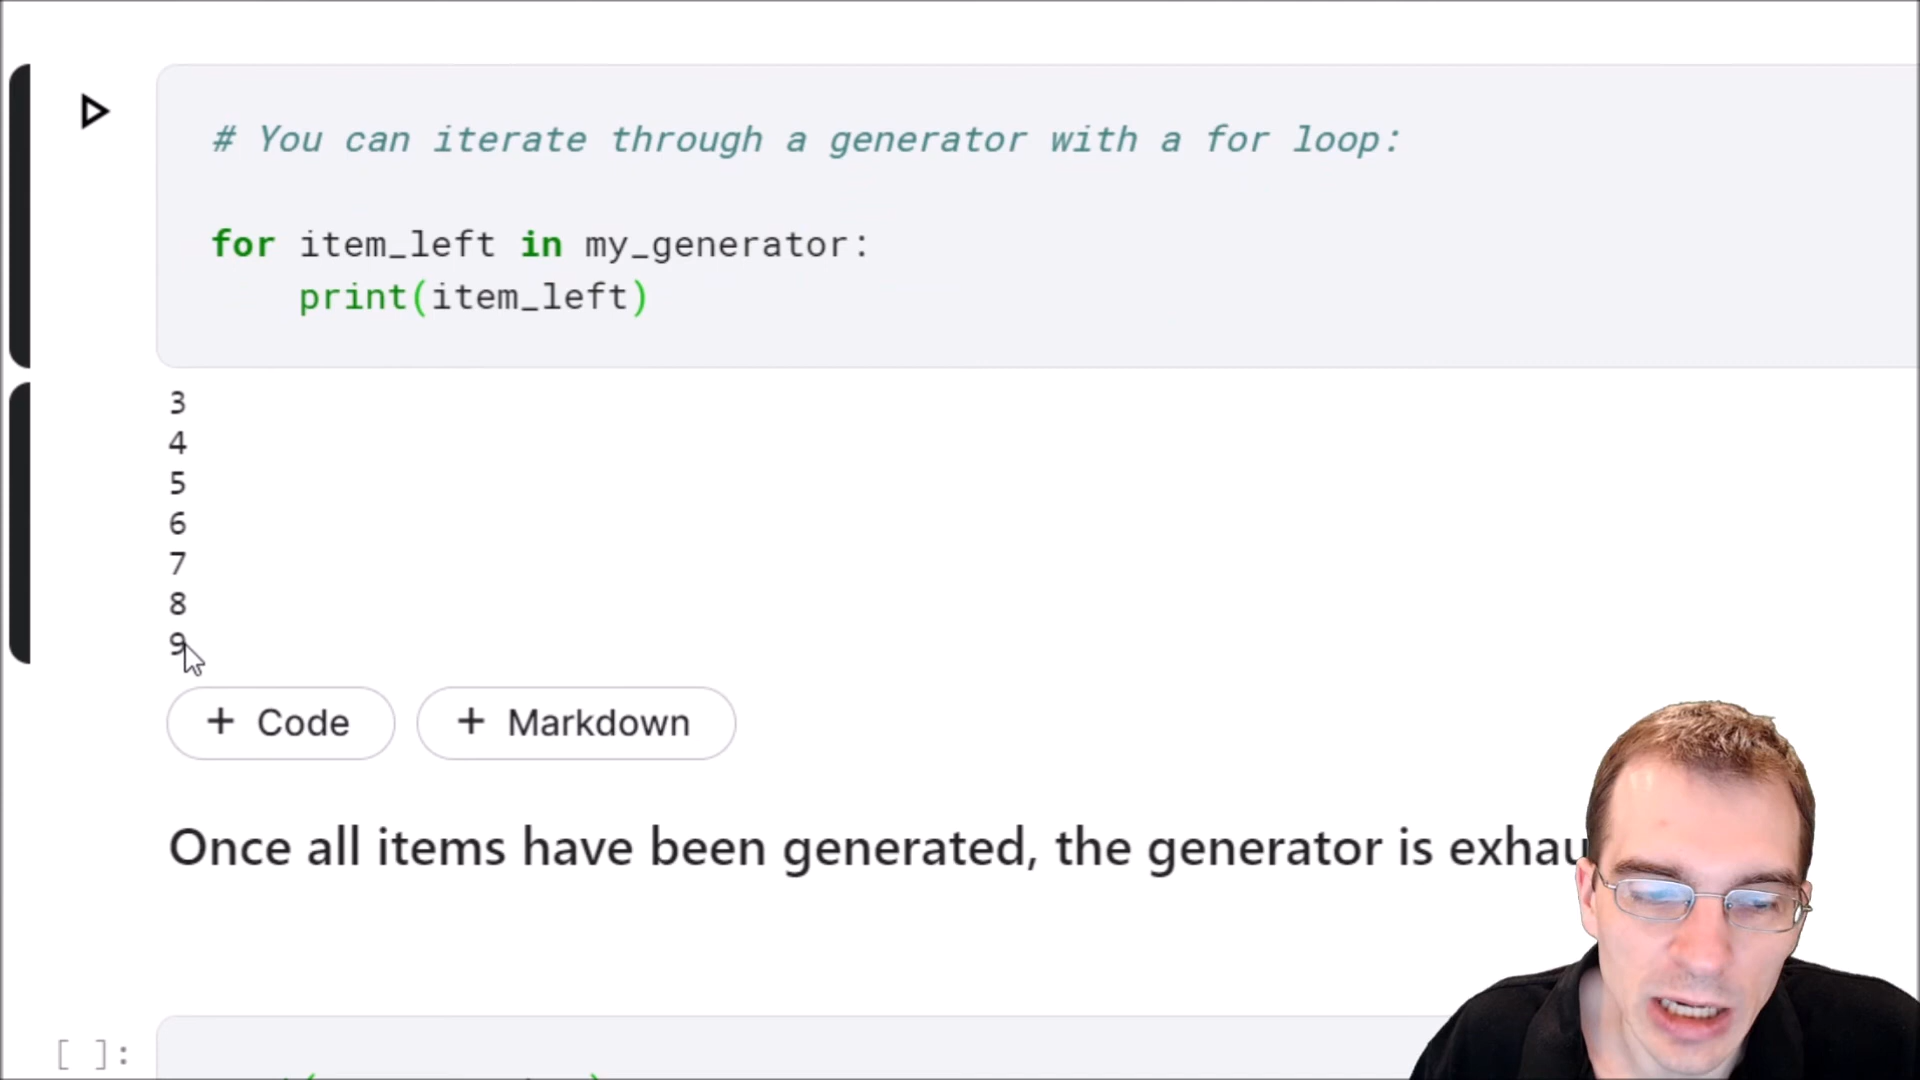 # You can iterate through a generator with a for loop:
for item_left in my_generator:
print(item_left)
3
4
5
6
7
8
9
+ Code + Markdown
Once all items have been generated, the generator is
[ ]: